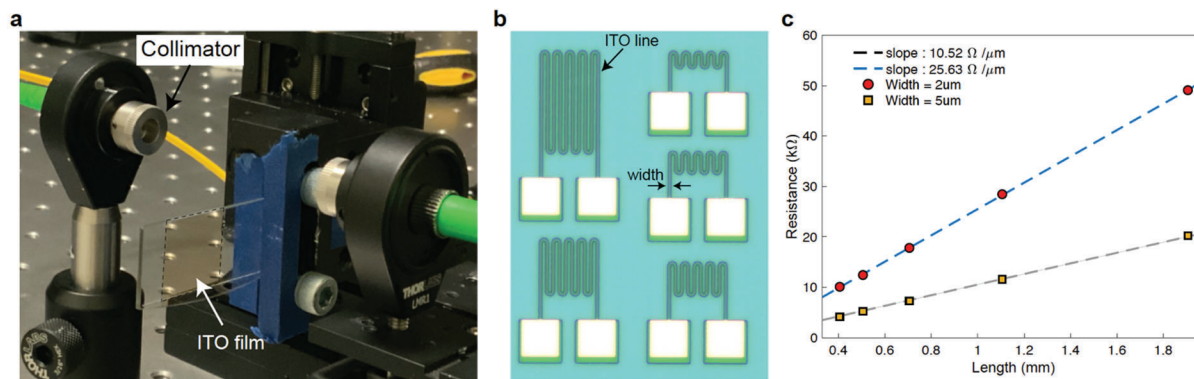 a
Collimator
ITO film
THORLABS
LMR1
b
ITO line
width
c
60
50
40
30
20
10
0
Resistance (kΩ)
slope : 10.52 Ω /μm
slope : 25.63 Ω /μm
Width = 2um
Width = 5um
0.4 0.6 0.8 1 1.2 1.4 1.6 1.8
Length (mm)